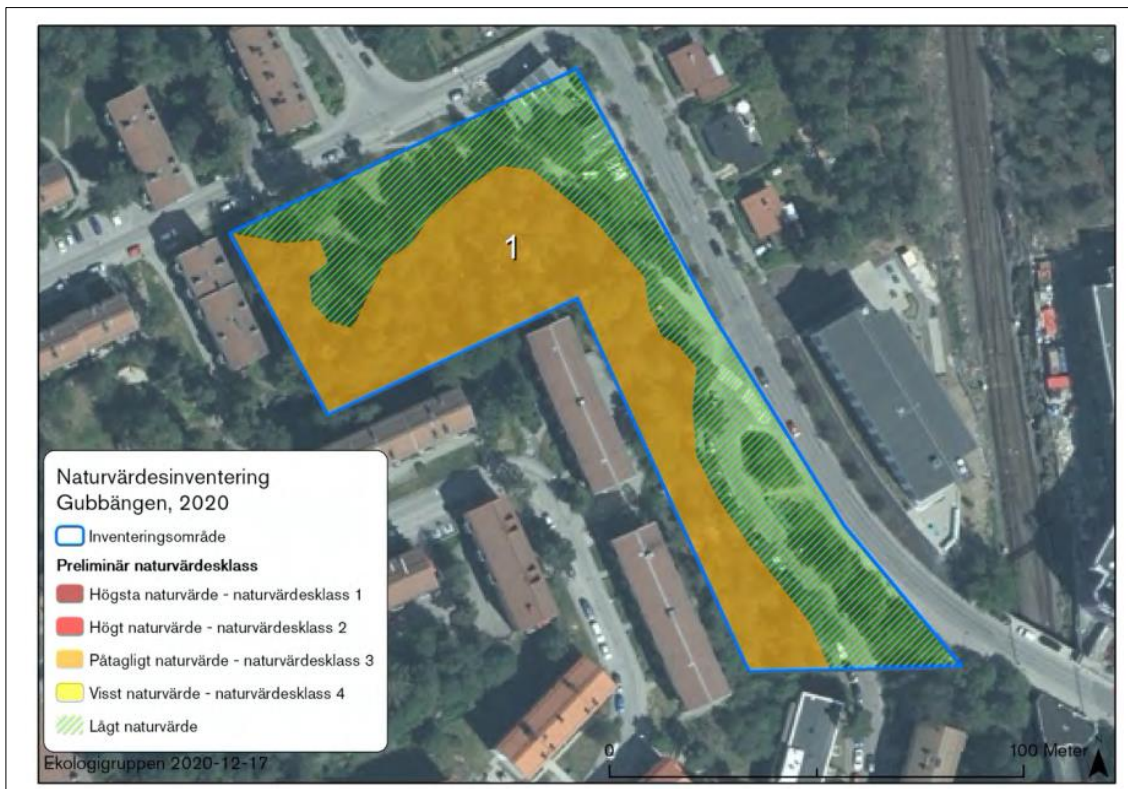 1
Naturvärdesinventering
Gubbängen, 2020
Inventeringsområde
Preliminär naturvärdesklass
Högsta naturvärde - naturvärdesklass 1
Högt naturvärde - naturvärdesklass 2
Påtagligt naturvärde - naturvärdesklass 3
Visst naturvärde - naturvärdesklass 4
Lågt naturvärde
Ekologigruppen 2020-12-17
0 100 Meter